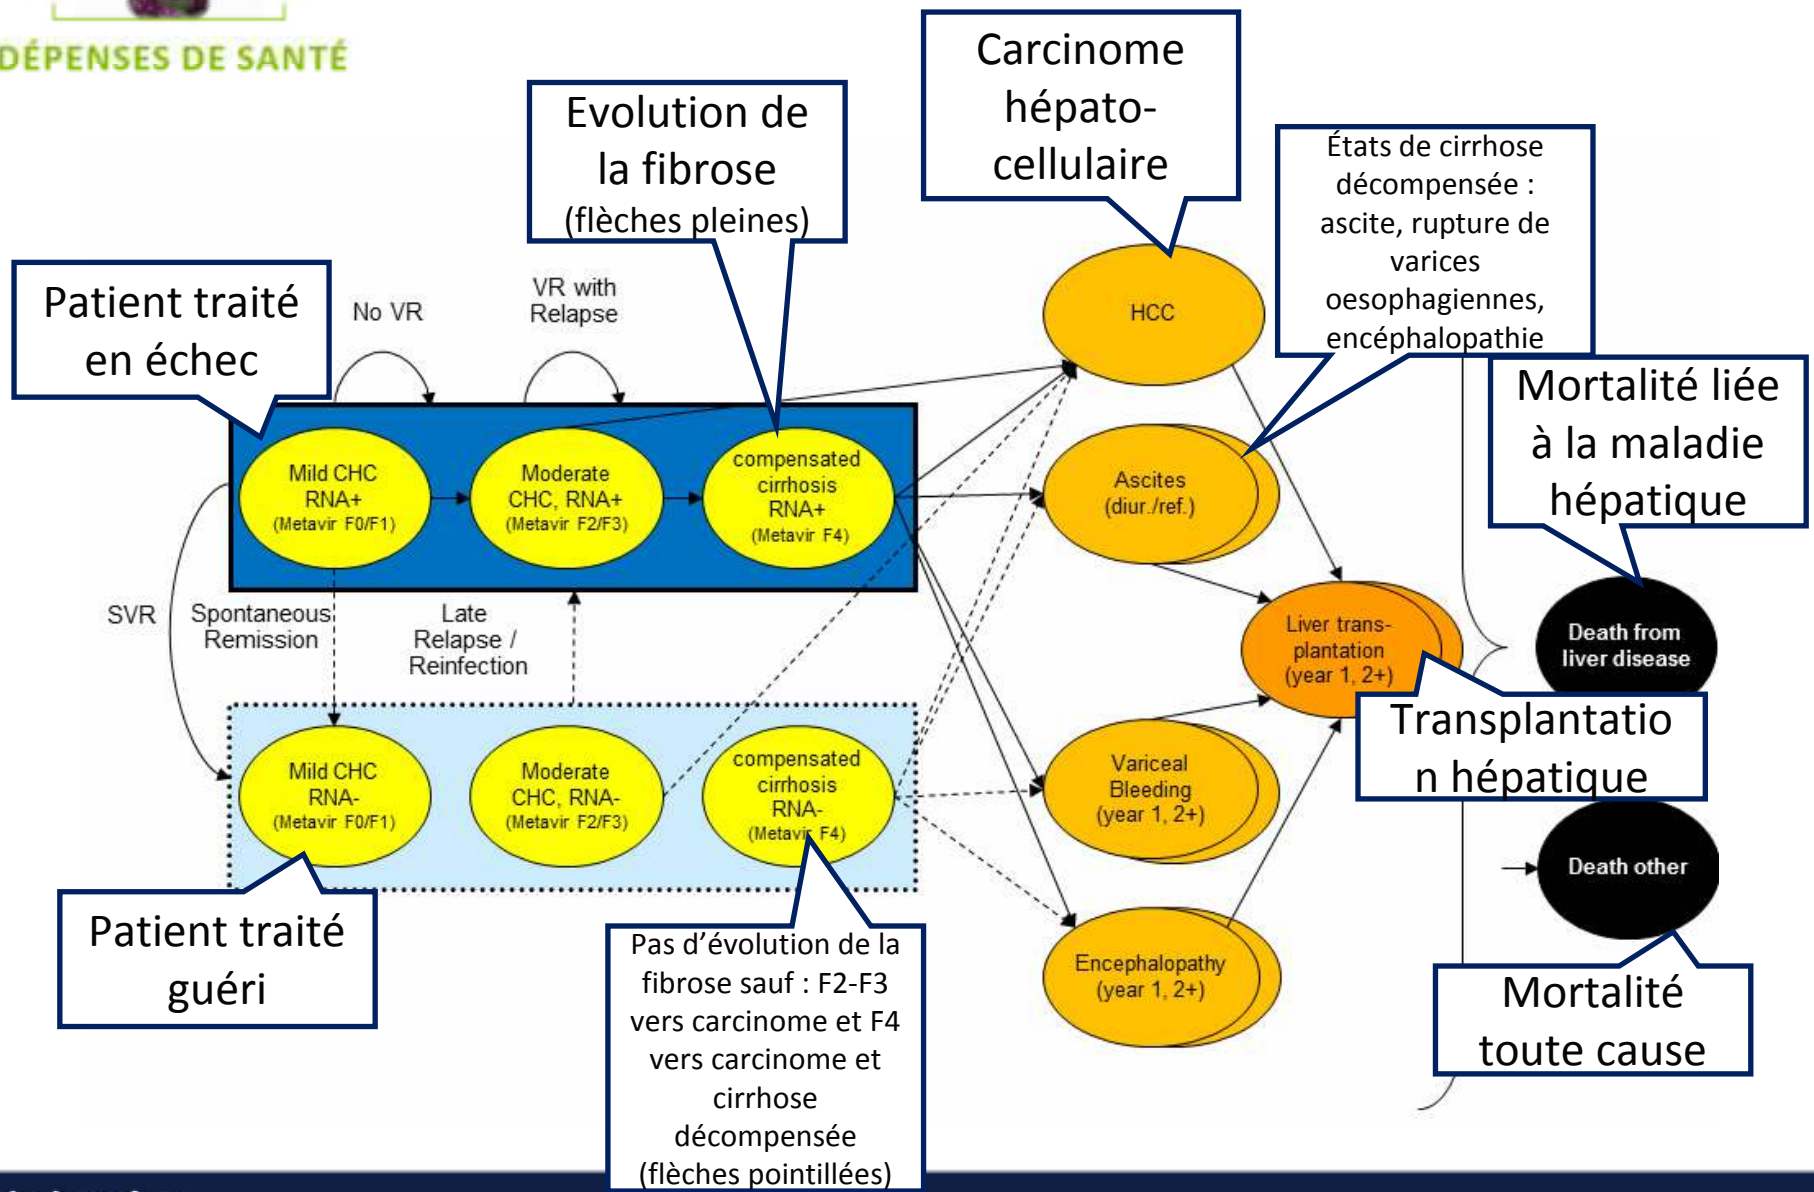 DÉPENSES DE SANTÉ
Carcinome
hépato-
cellulaire
Evolution de
la fibrose
(flèches pleines)
États de cirrhose
décompensée :
ascite, rupture de
varices
oesophagiennes,
encéphalopathie
Patient traité
en échec
No VR
VR with
Relapse
HCC
Mortalité liée
à la maladie
hépatique
Mild CHC
RNA+
(Metavir F0/F1)
Moderate
CHC, RNA+
(Metavir F2/F3)
compensated
cirrhosis
RNA+
(Metavir F4)
Ascites
(diur./ref.)
SVR
Spontaneous
Remission
Late
Relapse /
Reinfection
Liver trans-
plantation
(year 1, 2+)
Death from
liver disease
Transplantatio
n hépatique
Mild CHC
RNA-
(Metavir F0/F1)
Moderate
CHC, RNA-
(Metavir F2/F3)
compensated
cirrhosis
RNA-
(Metavir F4)
Variceal
Bleeding
(year 1, 2+)
Death other
Patient traité
guéri
Pas d’évolution de la
fibrose sauf : F2-F3
vers carcinome et F4
vers carcinome et
cirrhose
décompensée
(flèches pointillées)
Encephalopathy
(year 1, 2+)
Mortalité
toute cause